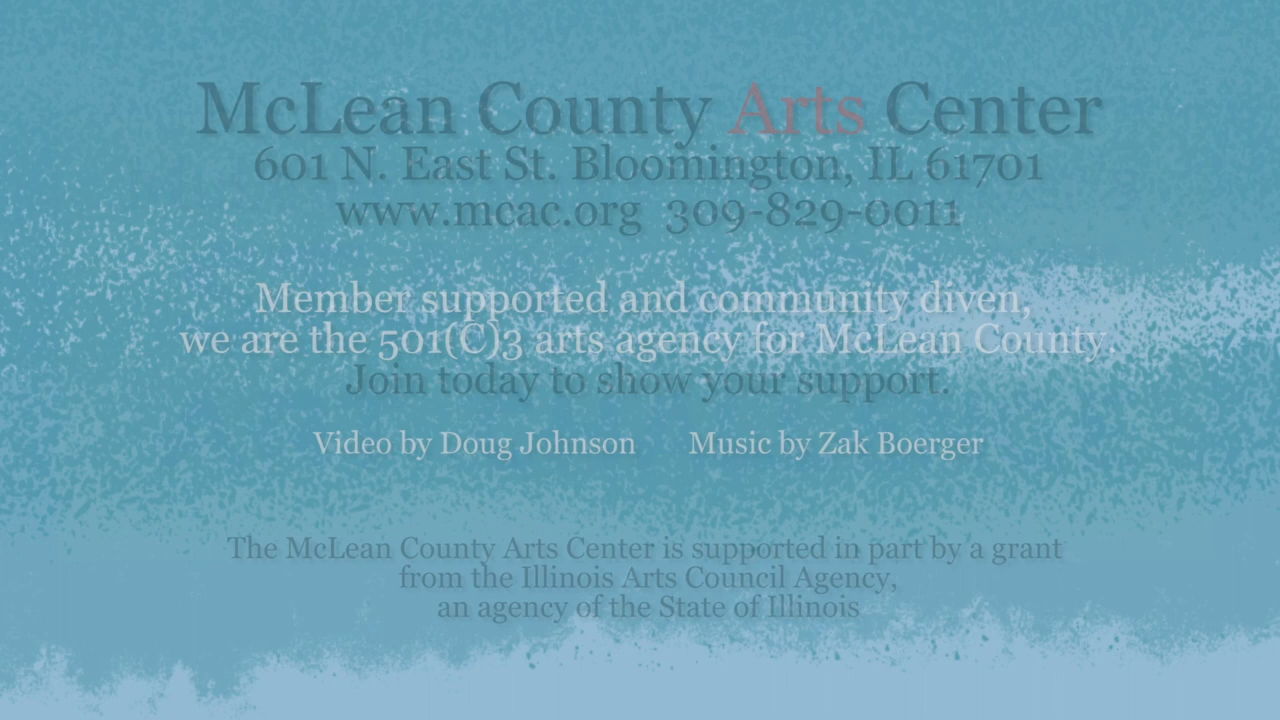 McLean County Arts Center
601 N. East St. Bloomington, IL 61701
www.mcac.org 309-829-0011
Member supported and community diven,
we are the 501(C)3 arts agency for McLean County.
Join today to show your support.
Video by Doug Johnson Music by Zak Boerger
The McLean County Arts Center is supported in part by a grant
from the Illinois Arts Council Agency,
an agency of the State of Illinois